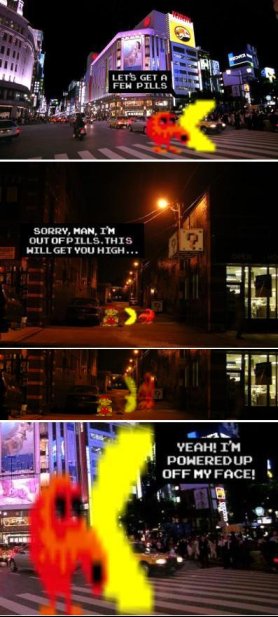 LET'S GET A
FEW PILLS
SORRY, MAN, I'M
OUT OF PILLS. THIS
WILL GET YOU HIGH...
?
YEAH! I'M
POWERED UP
OFF MY FACE!